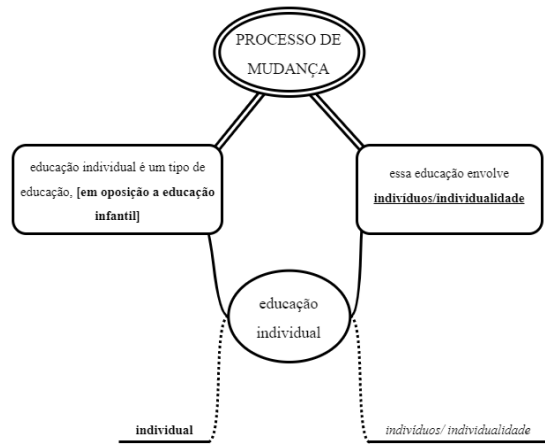 PROCESSO DE
MUDANÇA
educação individual é um tipo de
educação, [em oposição a educação
infantil]
essa educação envolve
indivíduos/individualidade
educação
individual
individual
indivíduos/ individualidade